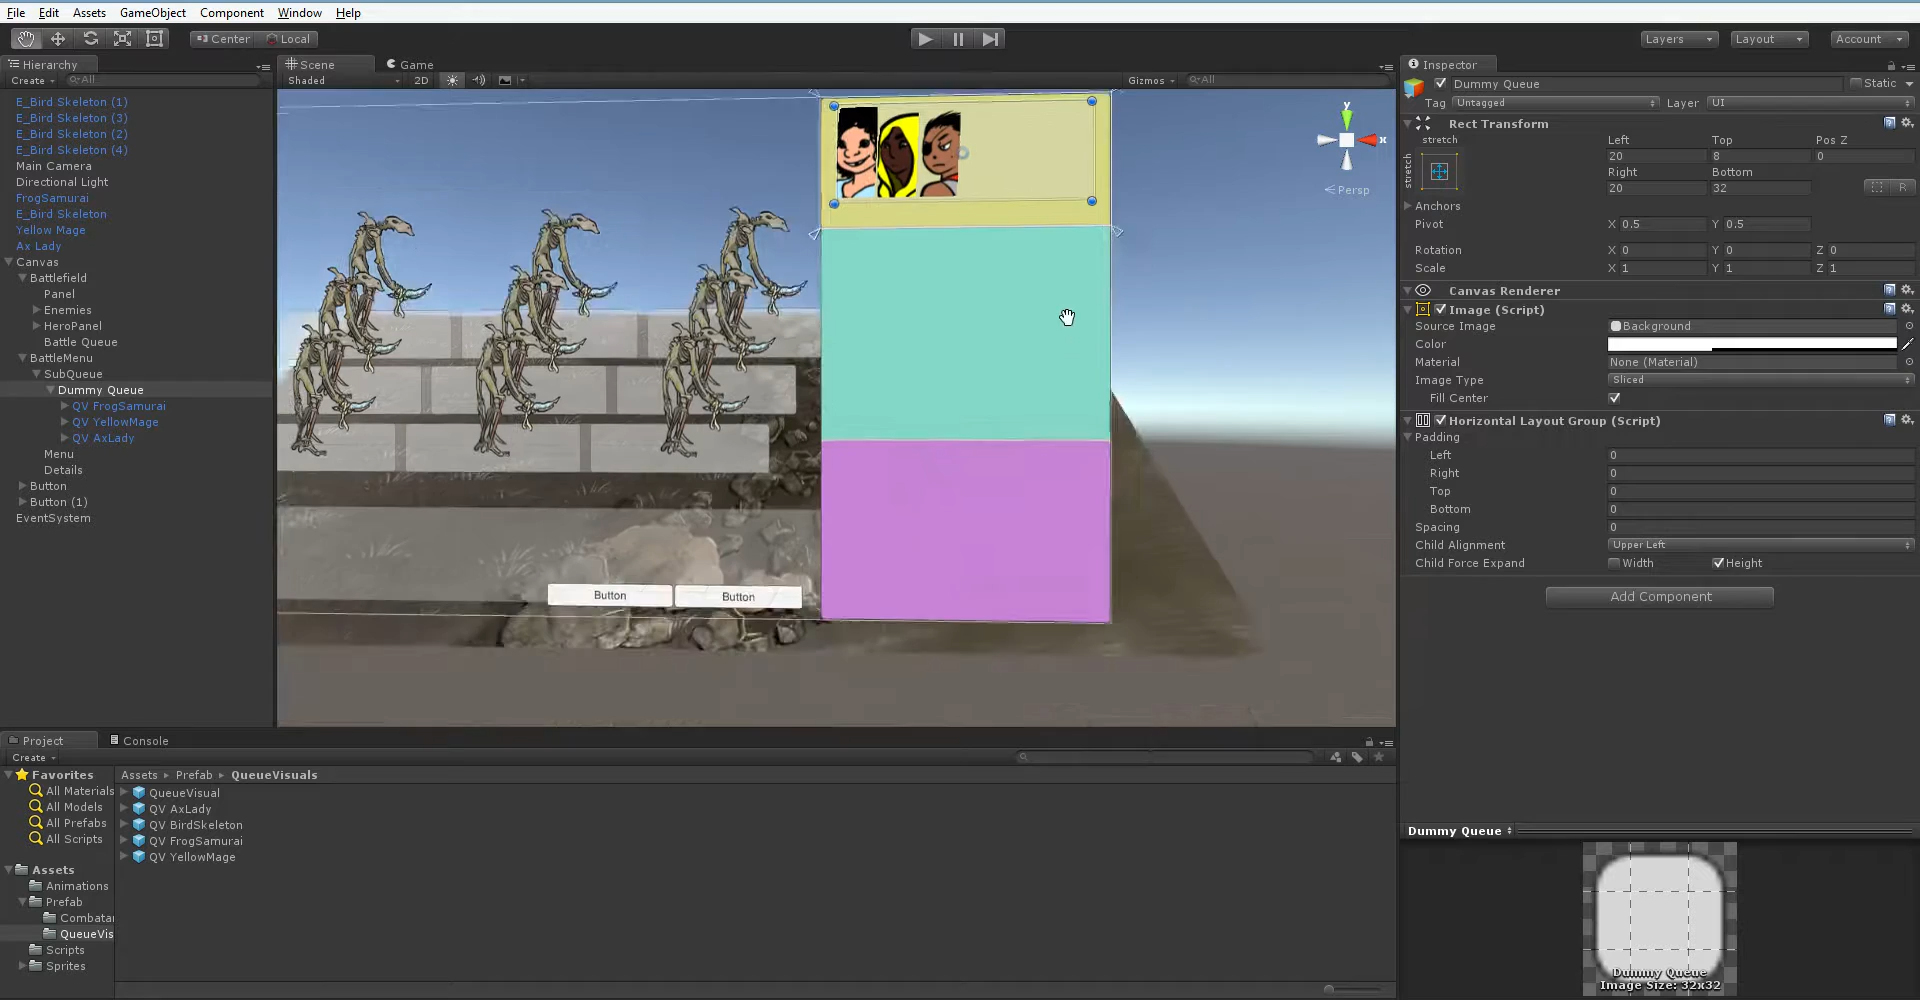 File Edit Assets GameObject Component Window Help
Center Local
Layers Layout Account
Hierarchy
Create All
E_Bird Skeleton (1)
E_Bird Skeleton (3)
E_Bird Skeleton (2)
E_Bird Skeleton (4)
Main Camera
Directional Light
FrogSamurai
E_Bird Skeleton
Yellow Mage
Ax Lady
Canvas
Battlefield
Panel
Enemies
HeroPanel
Battle Queue
BattleMenu
SubQueue
Dummy Queue
QV FrogSamurai
QV YellowMage
QV AxLady
Menu
Details
Button
Button (1)
EventSystem
Scene Game
Shaded 2D Gizmos All
y
x
Persp
Button Button
Inspector
Dummy Queue Static
Tag Untagged Layer UI
Rect Transform
stretch Left Top Pos Z
stretch 20 8 0
Right Bottom
20 32 R
Anchors
Pivot X 0.5 Y 0.5
Rotation X 0 Y 0 Z 0
Scale X 1 Y 1 Z 1
Canvas Renderer
Image (Script)
Source Image Background
Color
Material None (Material)
Image Type Sliced
Fill Center
Horizontal Layout Group (Script)
Padding
Left 0
Right 0
Top 0
Bottom 0
Spacing 0
Child Alignment Upper Left
Child Force Expand Width Height
Add Component
Project Console
Create
Favorites
All Materials
All Models
All Prefabs
All Scripts
Assets
Animations
Prefab
Combatar
QueueVis
Scripts
Sprites
Assets Prefab QueueVisuals
QueueVisual
QV AxLady
QV BirdSkeleton
QV FrogSamurai
QV YellowMage
Dummy Queue
Dummy Queue
Image Size: 32x32